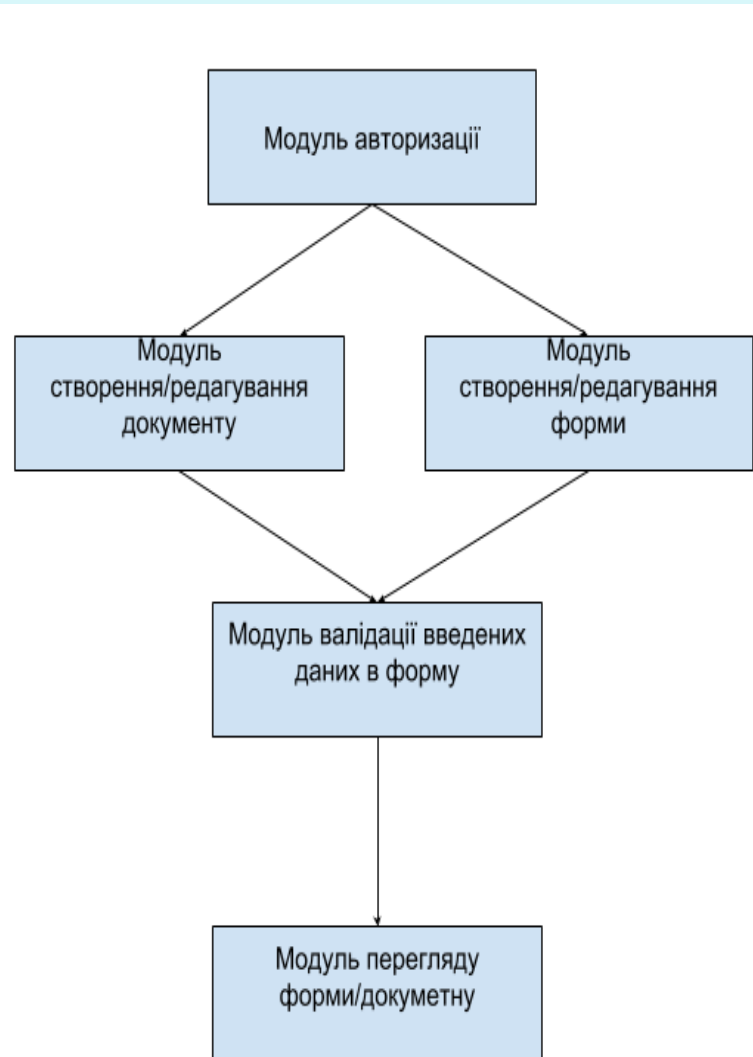 Модуль авторизації
Модуль
створення/редагування
документу
Модуль
створення/редагування
форми
Модуль валідації введених
даних в форму
Модуль перегляду
форми/докуметну